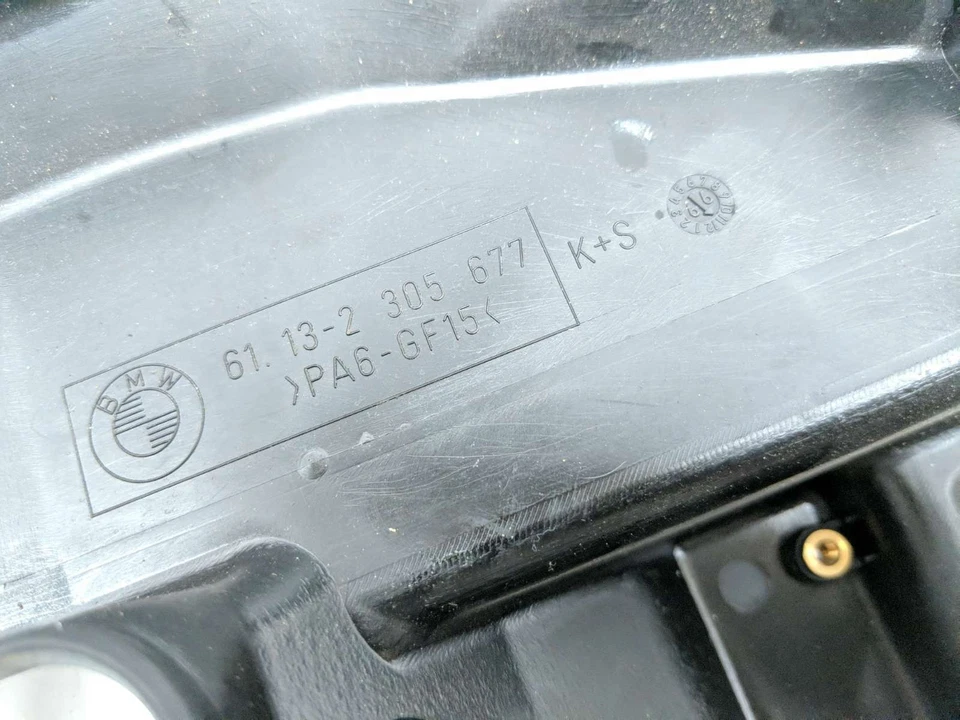 BMW
61. 13-2 305 677
>PA6-GF15<
K+S